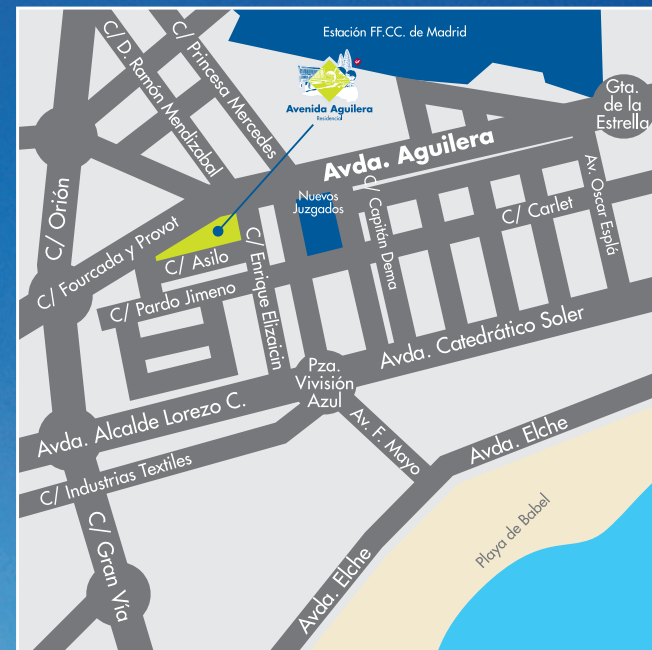 Estación FF.CC. de Madrid
C/ D. Ramón Mendizabal
C/ Princesa Mercedes
Avenida Aguilera
Residencial
Gta.
de la
Estrella
Avda. Aguilera
C/ Orión
Nuevos
Juzgados
C/ Capitán Dema
Av. Oscar Esplá
C/ Carlet
C/ Fourcada y Provot
C/ Asilo
C/ Enrique Elizaicin
C/ Pardo Jimeno
Avda. Catedrático Soler
Pza.
Vivisión
Azul
Avda. Alcalde Lorezo C.
Av. F. Mayo
Avda. Elche
C/ Industrias Textiles
C/ Gran Vía
Playa de Babel
Avda. Elche